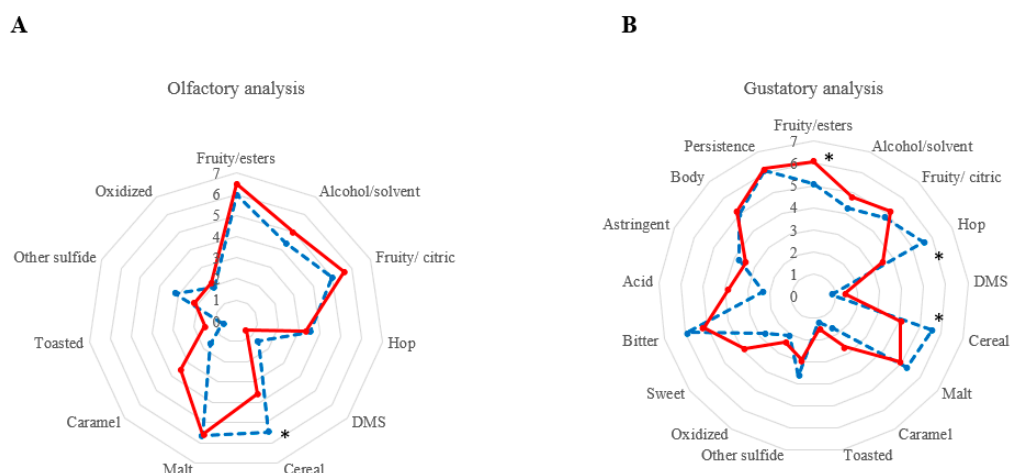 A
B
Olfactory analysis
Gustatory analysis
Fruity/esters
Alcohol/solvent
Fruity/ citric
Hop
DMS
Cereal
Malt
Caramel
Toasted
Other sulfide
Oxidized
7
6
5
4
3
2
1
0
*
Fruity/esters
Alcohol/solvent
Fruity/ citric
Hop
DMS
Cereal
Malt
Caramel
Toasted
Other sulfide
Oxidized
Sweet
Bitter
Acid
Astringent
Body
Persistence
7
6
5
4
3
2
1
0
*
*
*